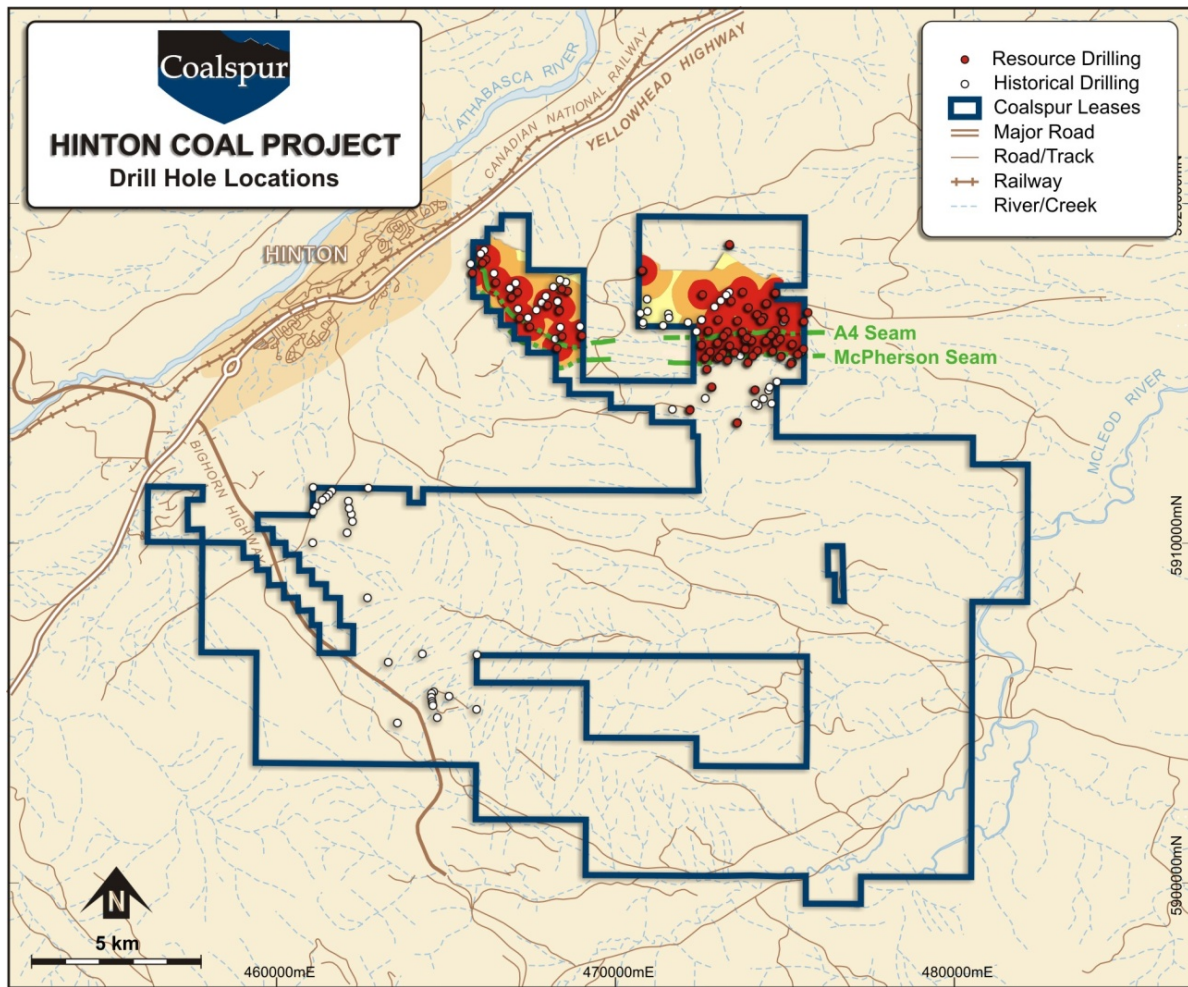 Coalspur
HINTON COAL PROJECT
Drill Hole Locations
Resource Drilling
Historical Drilling
Coalspur Leases
Major Road
Road/Track
Railway
River/Creek
ATHABASCA RIVER
CANADIAN NATIONAL RAILWAY
YELLOWHEAD HIGHWAY
HINTON
A4 Seam
McPherson Seam
MCLEOD RIVER
BIGHORN HIGHWAY
5910000mN
5900000mN
N
5 km
460000mE
470000mE
480000mE